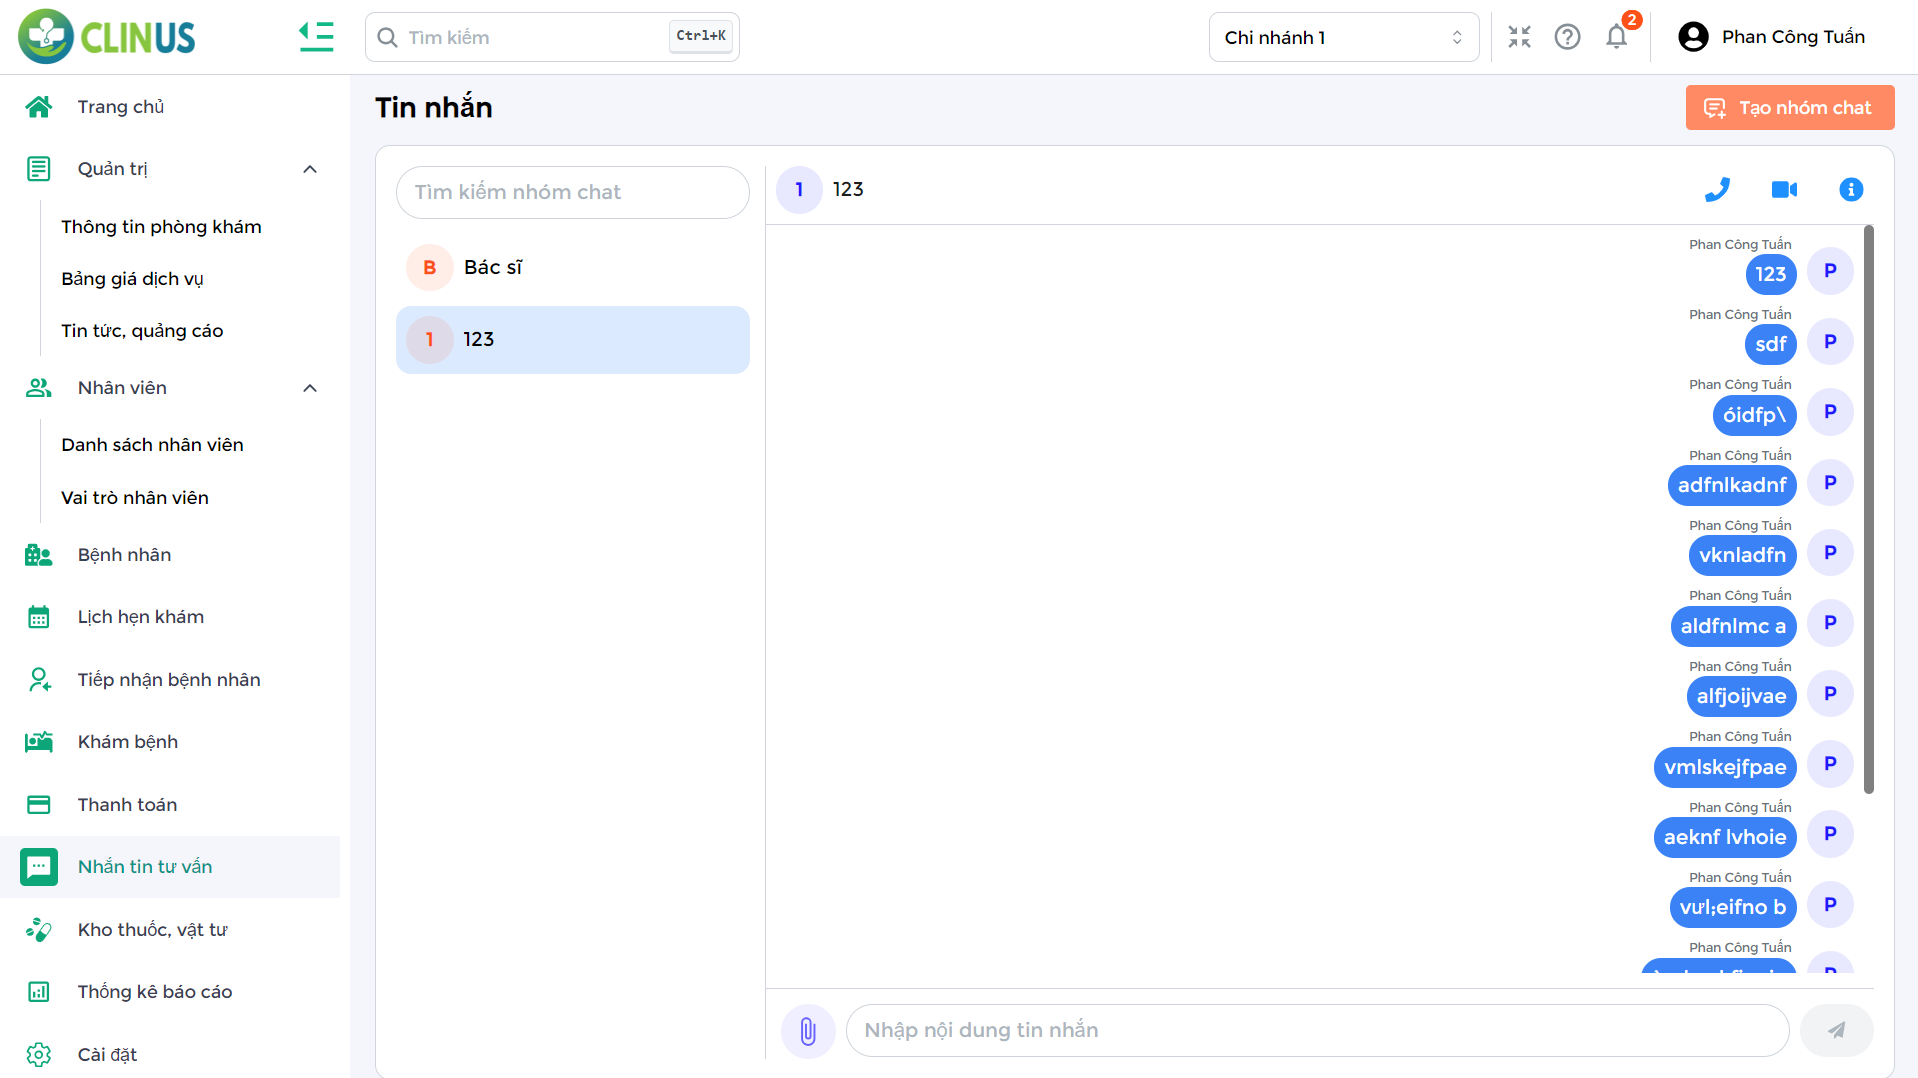 CLINUS
Tìm kiếm
Ctrl+K
Chi nhánh 1
2
Phan Công Tuấn
Trang chủ
Quản trị
Thông tin phòng khám
Bảng giá dịch vụ
Tin tức, quảng cáo
Nhân viên
Danh sách nhân viên
Vai trò nhân viên
Bệnh nhân
Lịch hẹn khám
Tiếp nhận bệnh nhân
Khám bệnh
Thanh toán
Nhắn tin tư vấn
Kho thuốc, vật tư
Thống kê báo cáo
Cài đặt
Tin nhắn
Tạo nhóm chat
Tìm kiếm nhóm chat
B
Bác sĩ
1
123
1
123
Phan Công Tuấn
123
P
Phan Công Tuấn
sdf
P
Phan Công Tuấn
óidfp\
P
Phan Công Tuấn
adfnlkadnf
P
Phan Công Tuấn
vknladfn
P
Phan Công Tuấn
aldfnlmc a
P
Phan Công Tuấn
alfjoijvae
P
Phan Công Tuấn
vmlskejfpae
P
Phan Công Tuấn
aeknf lvhoie
P
Phan Công Tuấn
vưl;eifno b
P
Phan Công Tuấn
P
Nhập nội dung tin nhắn